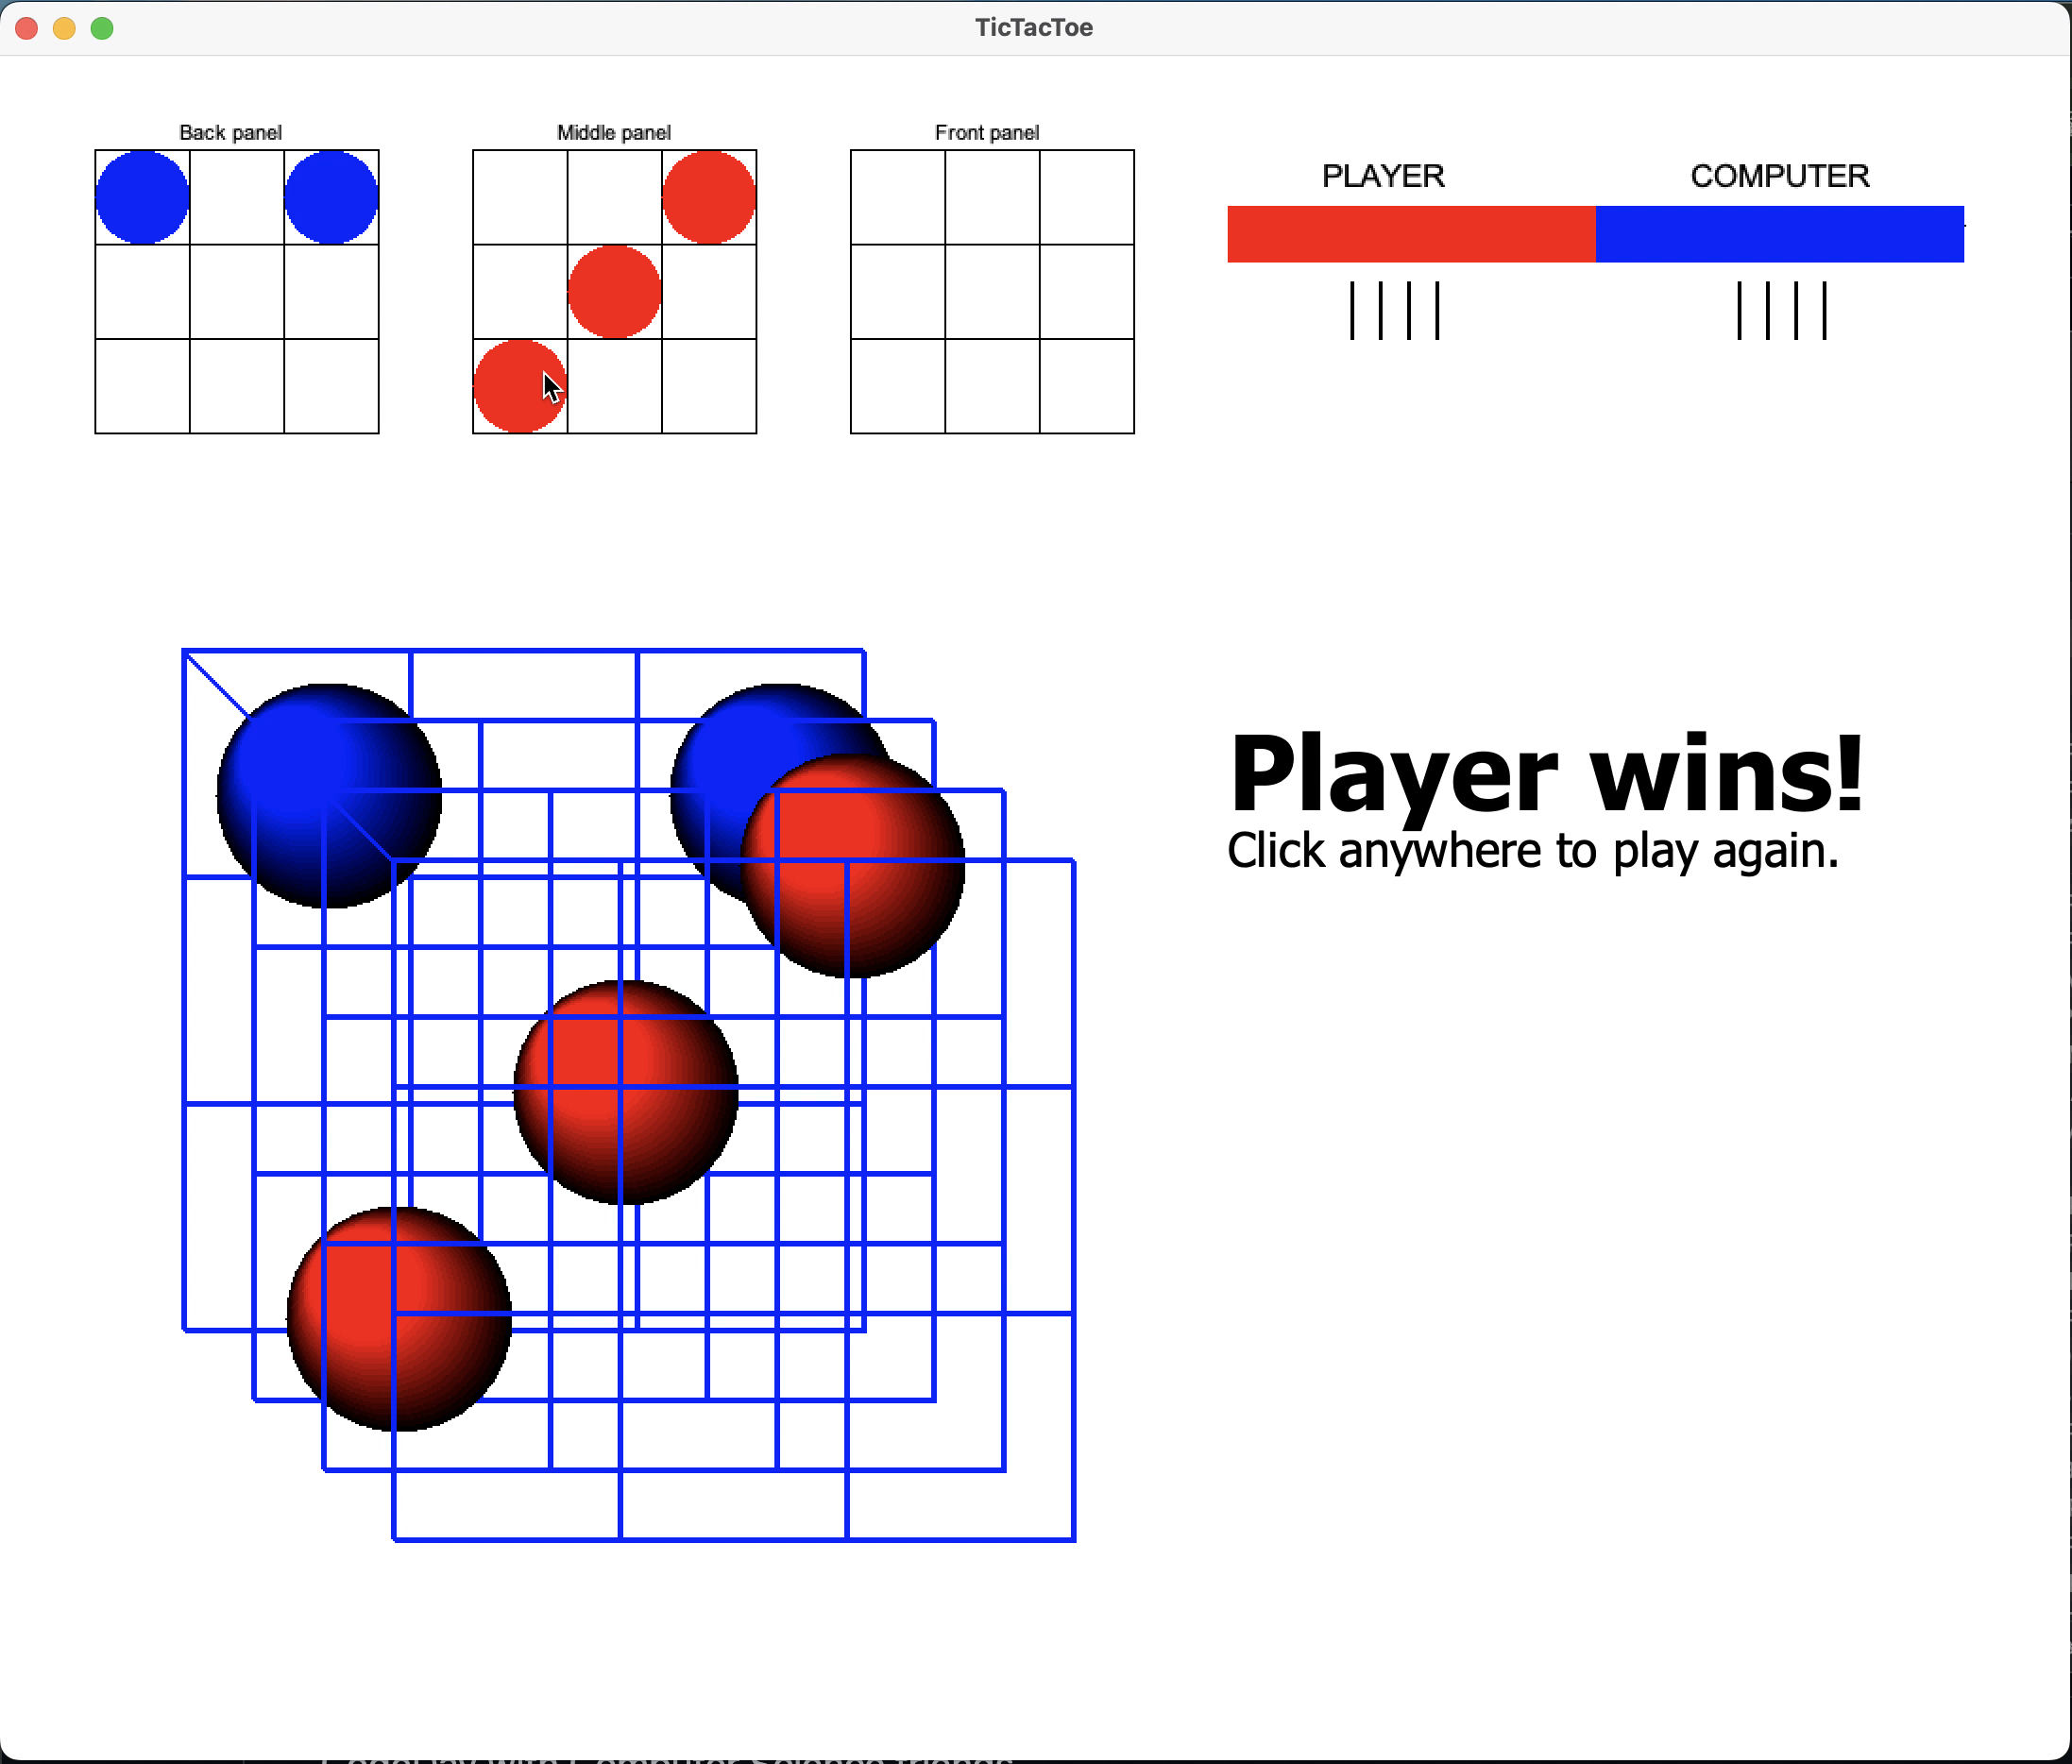 TicTacToe
Back panel
Middle panel
Front panel
PLAYER
COMPUTER
Player wins!
Click anywhere to play again.